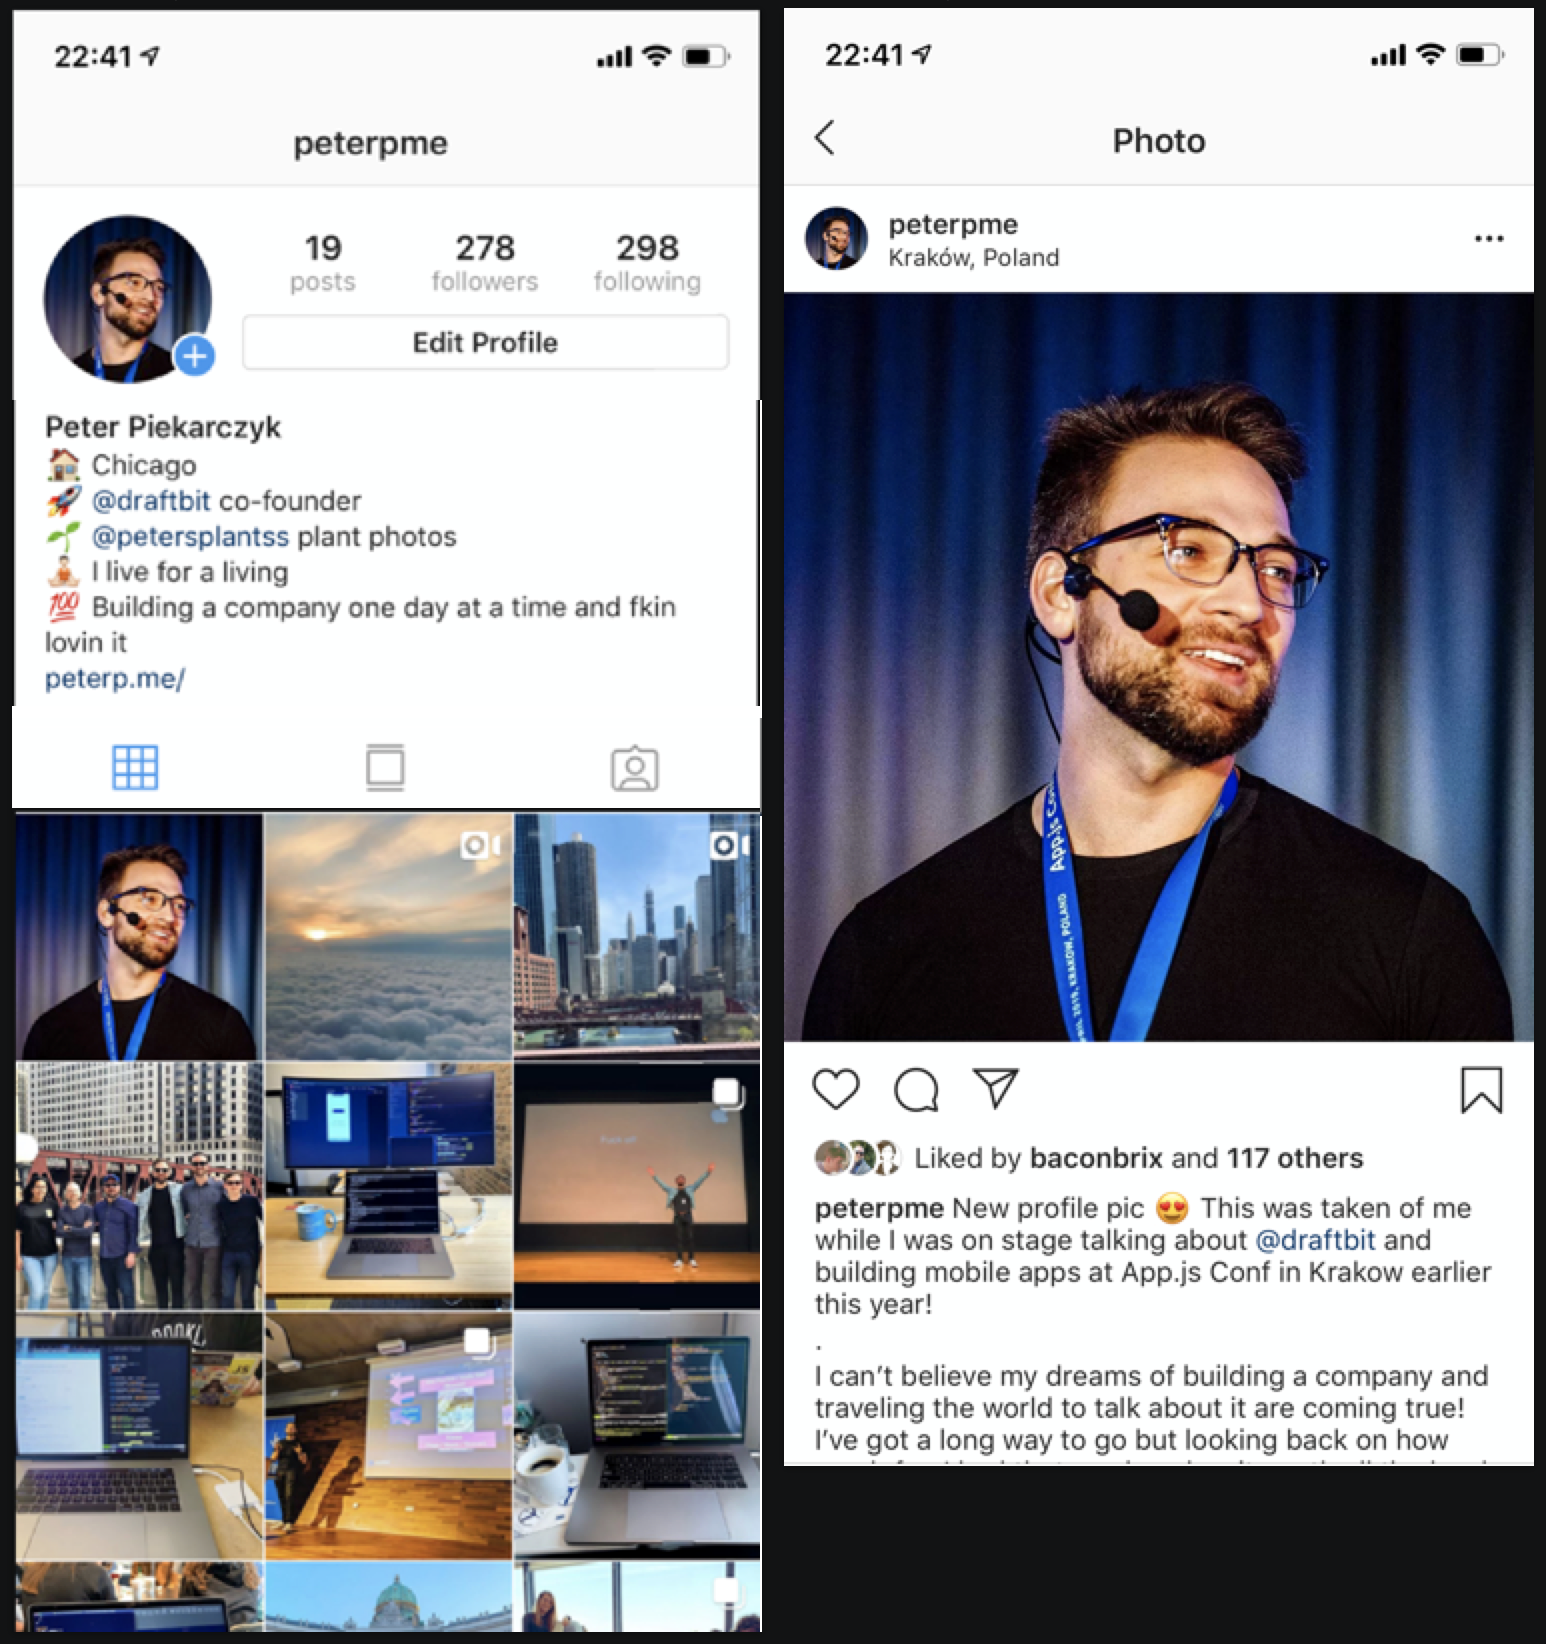 22:41
peterpme
19 278 298
posts followers following
Edit Profile
Peter Piekarczyk
🏠 Chicago
🚀 @draftbit co-founder
🌱 @petersplantss plant photos
🧘 I live for a living
💯 Building a company one day at a time and fkin
lovin it
peterp.me/
JS
22:41
Photo
peterpme
Kraków, Poland
App.js Con
APRIL 2019, KRAKOW, POLAND
Liked by baconbrix and 117 others
peterpme New profile pic 😍 This was taken of me
while I was on stage talking about @draftbit and
building mobile apps at App.js Conf in Krakow earlier
this year!
.
I can’t believe my dreams of building a company and
traveling the world to talk about it are coming true!
I’ve got a long way to go but looking back on how